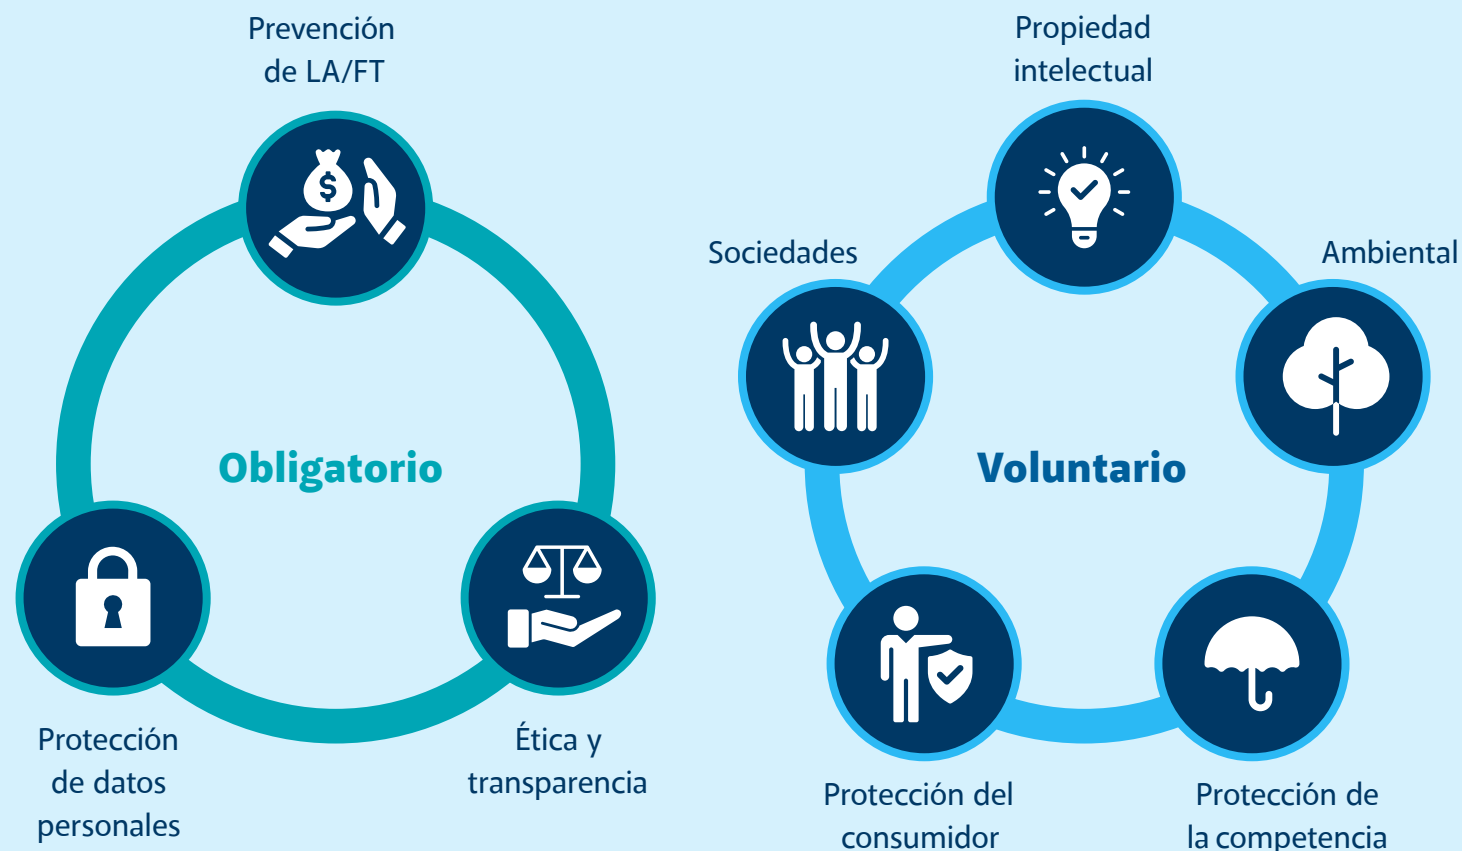 Prevención
de LA/FT
$
Obligatorio
Protección
de datos
personales
Ética y
transparencia
Propiedad
intelectual
Sociedades
Ambiental
Voluntario
Protección del
consumidor
Protección de
la competencia